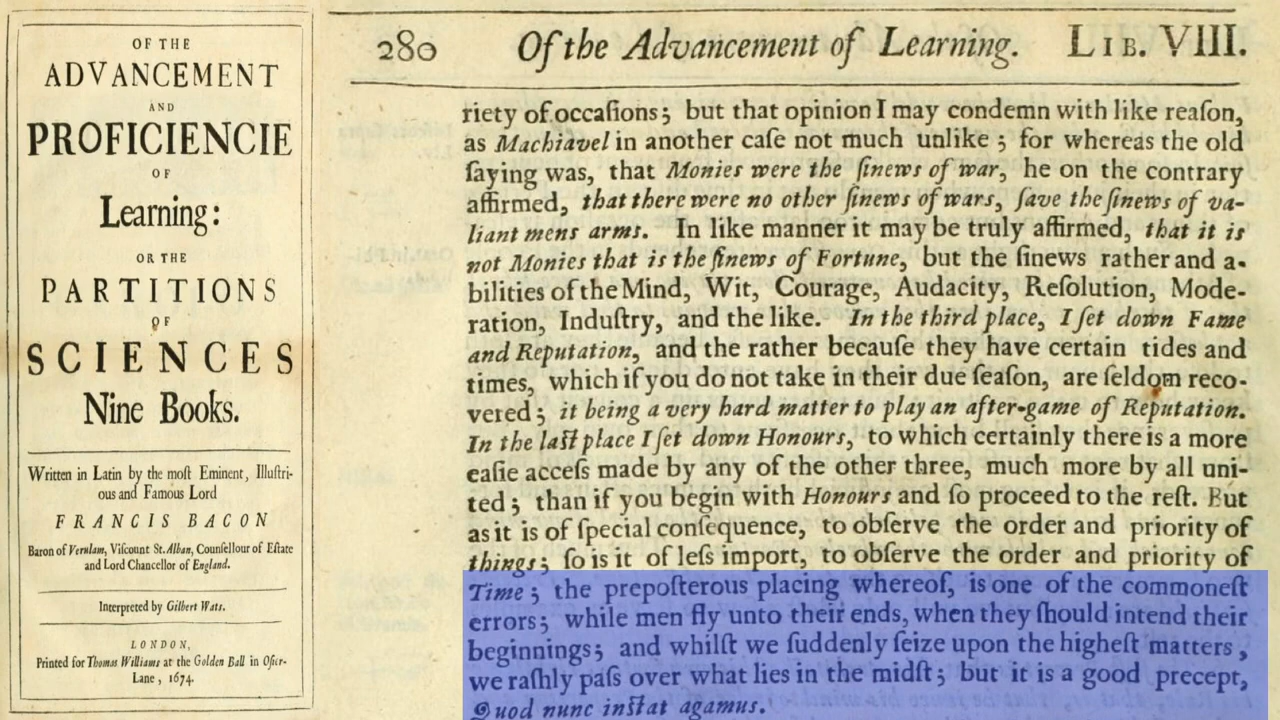 OF THE
ADVANCEMENT
AND
PROFICIENCIE
OF
Learning:
OR THE
PARTITIONS
OF
SCIENCES
Nine Books.
Written in Latin by the moſt Eminent, Illuſtri-
ous and Famous Lord
FRANCIS BACON
Baron of Verulam, Viſcount St. Alban, Counſellour of Eſtate
and Lord Chancellor of England.
Interpreted by Gilbert Wats.
LONDON,
Printed for Thomas Williams at the Golden Ball in Oſier-
Lane, 1674.
280 Of the Advancement of Learning. LIB. VIII.
riety of occaſions; but that opinion I may condemn with like reaſon,
as Machiavel in another caſe not much unlike; for whereas the old
ſaying was, that Monies were the ſinews of war, he on the contrary
affirmed, that there were no other ſinews of wars, ſave the ſinews of va-
liant mens arms. In like manner it may be truly affirmed, that it is
not Monies that is the ſinews of Fortune, but the ſinews rather and a-
bilities of the Mind, Wit, Courage, Audacity, Reſolution, Mode-
ration, Induſtry, and the like. In the third place, I ſet down Fame
and Reputation, and the rather becauſe they have certain tides and
times, which if you do not take in their due ſeaſon, are ſeldom reco-
vered; it being a very hard matter to play an after-game of Reputation.
In the laſt place I ſet down Honours, to which certainly there is a more
eaſie acceſs made by any of the other three, much more by all uni-
ted; than if you begin with Honours and ſo proceed to the reſt. But
as it is of ſpecial conſequence, to obſerve the order and priority of
things; ſo is it of leſs import, to obſerve the order and priority of
Time; the prepoſterous placing whereof, is one of the commoneſt
errors; while men fly unto their ends, when they ſhould intend their
beginnings; and whilſt we ſuddenly ſeize upon the higheſt matters,
we raſhly paſs over what lies in the midſt; but it is a good precept,
Quod nunc inſtat agamus.